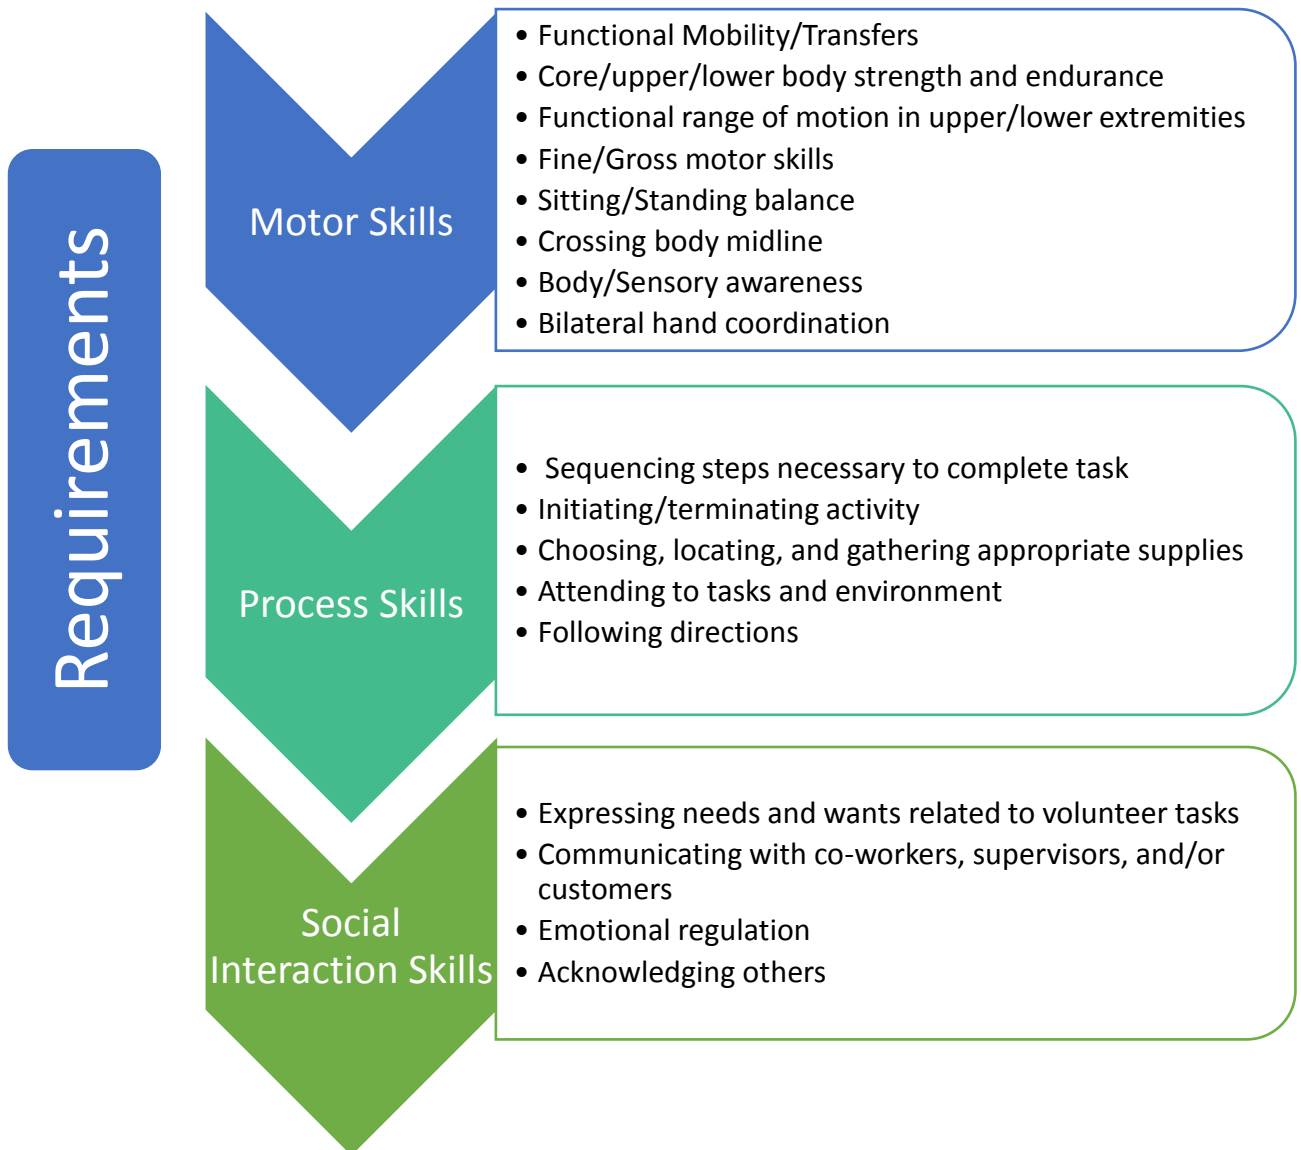 Requirements
Motor Skills
• Functional Mobility/Transfers
• Core/upper/lower body strength and endurance
• Functional range of motion in upper/lower extremities
• Fine/Gross motor skills
• Sitting/Standing balance
• Crossing body midline
• Body/Sensory awareness
• Bilateral hand coordination
Process Skills
• Sequencing steps necessary to complete task
• Initiating/terminating activity
• Choosing, locating, and gathering appropriate supplies
• Attending to tasks and environment
• Following directions
Social
Interaction Skills
• Expressing needs and wants related to volunteer tasks
• Communicating with co-workers, supervisors, and/or
customers
• Emotional regulation
• Acknowledging others